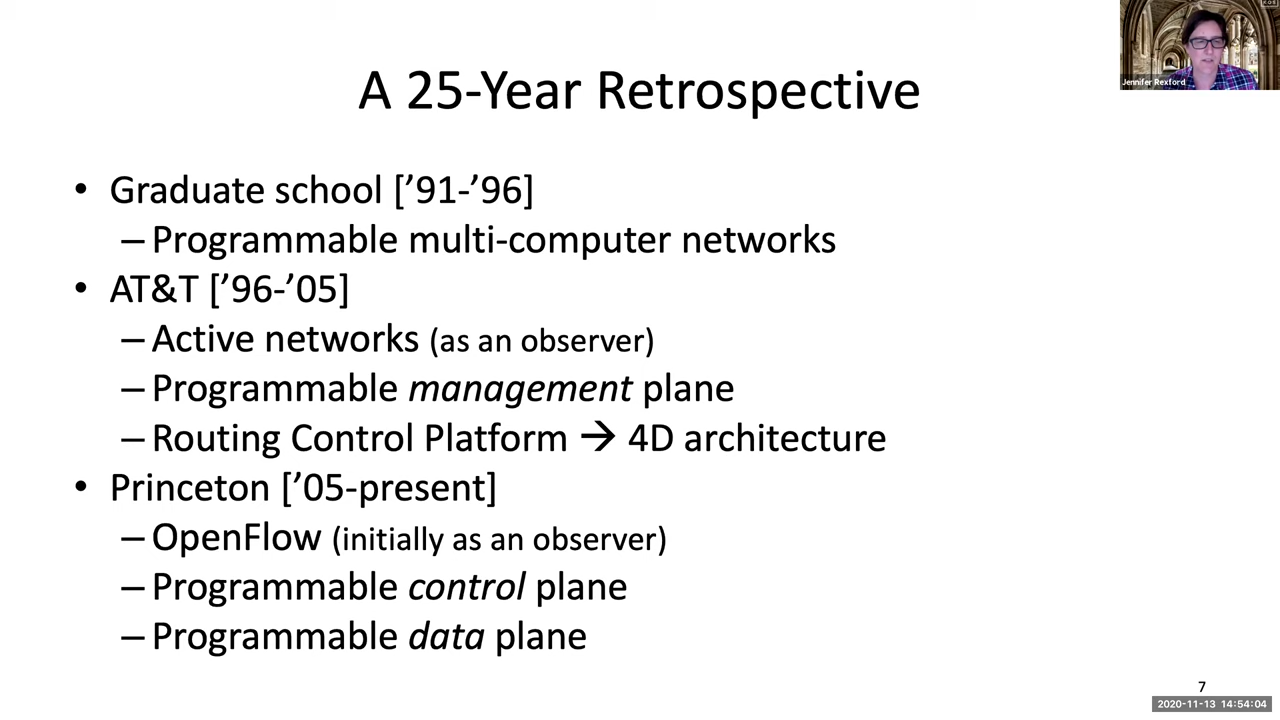 A 25-Year Retrospective
• Graduate school [’91-’96]
– Programmable multi-computer networks
• AT&T [’96-’05]
– Active networks (as an observer)
– Programmable management plane
– Routing Control Platform → 4D architecture
• Princeton [’05-present]
– OpenFlow (initially as an observer)
– Programmable control plane
– Programmable data plane
Jennifer Rexford
7
2020-11-13 14:54:04